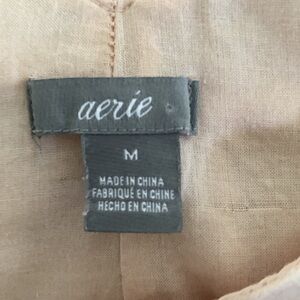 aerie
M
MADE IN CHINA
FABRIQUÉ EN CHINE
HECHO EN CHINA